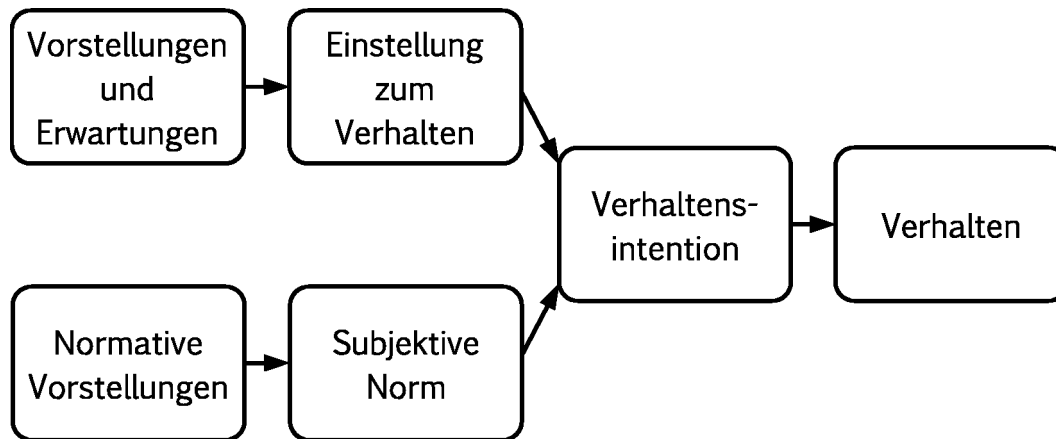 Vorstellungen
und
Erwartungen
Einstellung
zum
Verhalten
Verhaltens-
intention
Verhalten
Normative
Vorstellungen
Subjektive
Norm